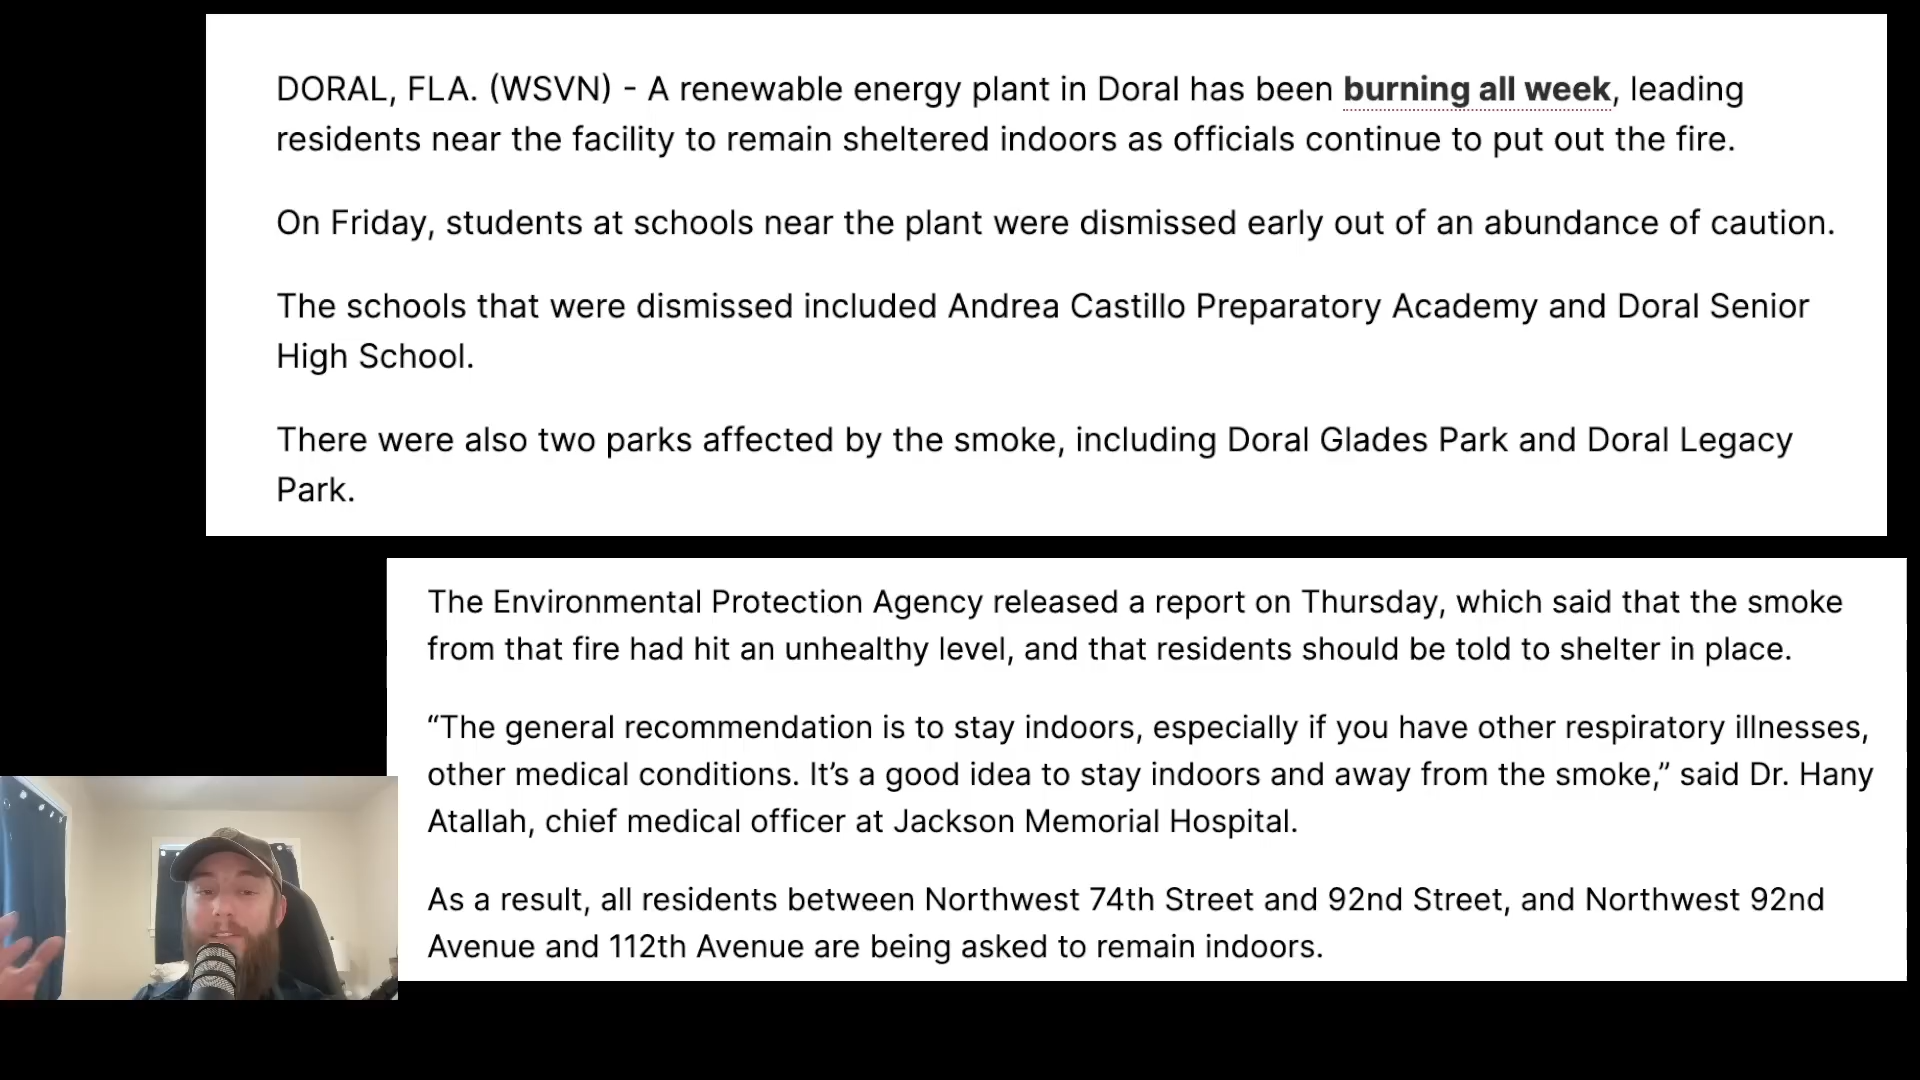 DORAL, FLA. (WSVN) - A renewable energy plant in Doral has been burning all week, leading
residents near the facility to remain sheltered indoors as officials continue to put out the fire.
On Friday, students at schools near the plant were dismissed early out of an abundance of caution.
The schools that were dismissed included Andrea Castillo Preparatory Academy and Doral Senior
High School.
There were also two parks affected by the smoke, including Doral Glades Park and Doral Legacy
Park.
The Environmental Protection Agency released a report on Thursday, which said that the smoke
from that fire had hit an unhealthy level, and that residents should be told to shelter in place.
“The general recommendation is to stay indoors, especially if you have other respiratory illnesses,
other medical conditions. It’s a good idea to stay indoors and away from the smoke,” said Dr. Hany
Atallah, chief medical officer at Jackson Memorial Hospital.
As a result, all residents between Northwest 74th Street and 92nd Street, and Northwest 92nd
Avenue and 112th Avenue are being asked to remain indoors.